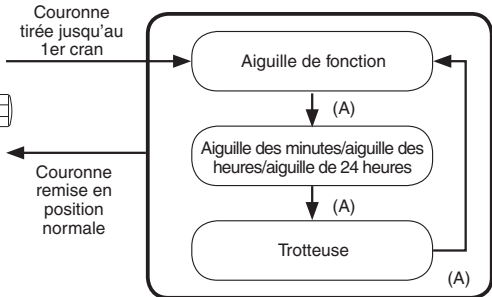 Couronne
tirée jusqu'au
1er cran
Aiguille de fonction
(A)
Aiguille des minutes/aiguille des
heures/aiguille de 24 heures
(A)
Couronne
remise en
position
normale
Trotteuse
(A)